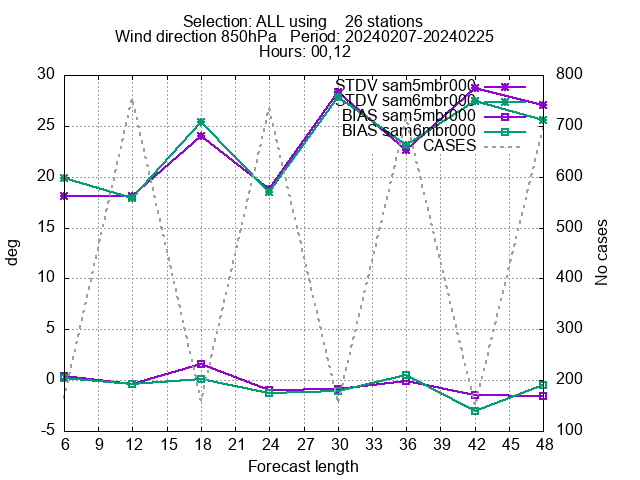 Selection: ALL using    26 stations
Wind direction 850hPa   Period: 20240207-20240225
Hours: 00,12
STDV sam5mbr000
STDV sam6mbr000
BIAS sam5mbr000
BIAS sam6mbr000
CASES
30
25
20
15
10
5
0
-5
deg
800
700
600
500
400
300
200
100
No cases
6 9 12 15 18 21 24 27 30 33 36 39 42 45 48
Forecast length